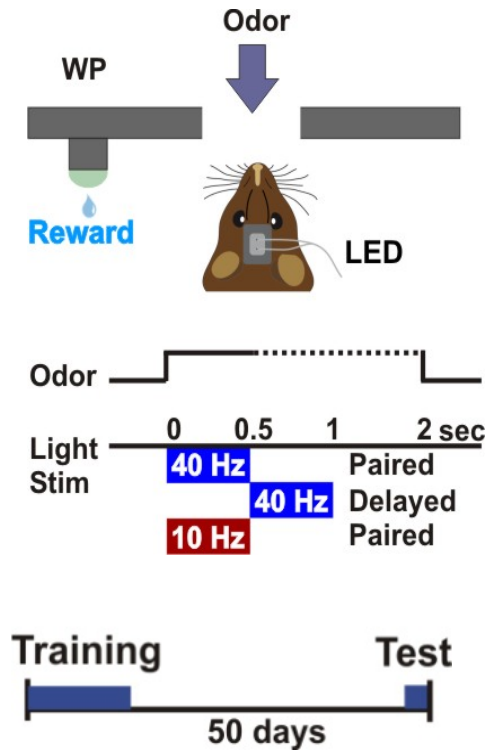 Odor
WP
Reward
LED
Odor
0 0.5 1 2 sec
Light
Stim
40 Hz Paired
40 Hz Delayed
10 Hz Paired
Training Test
50 days